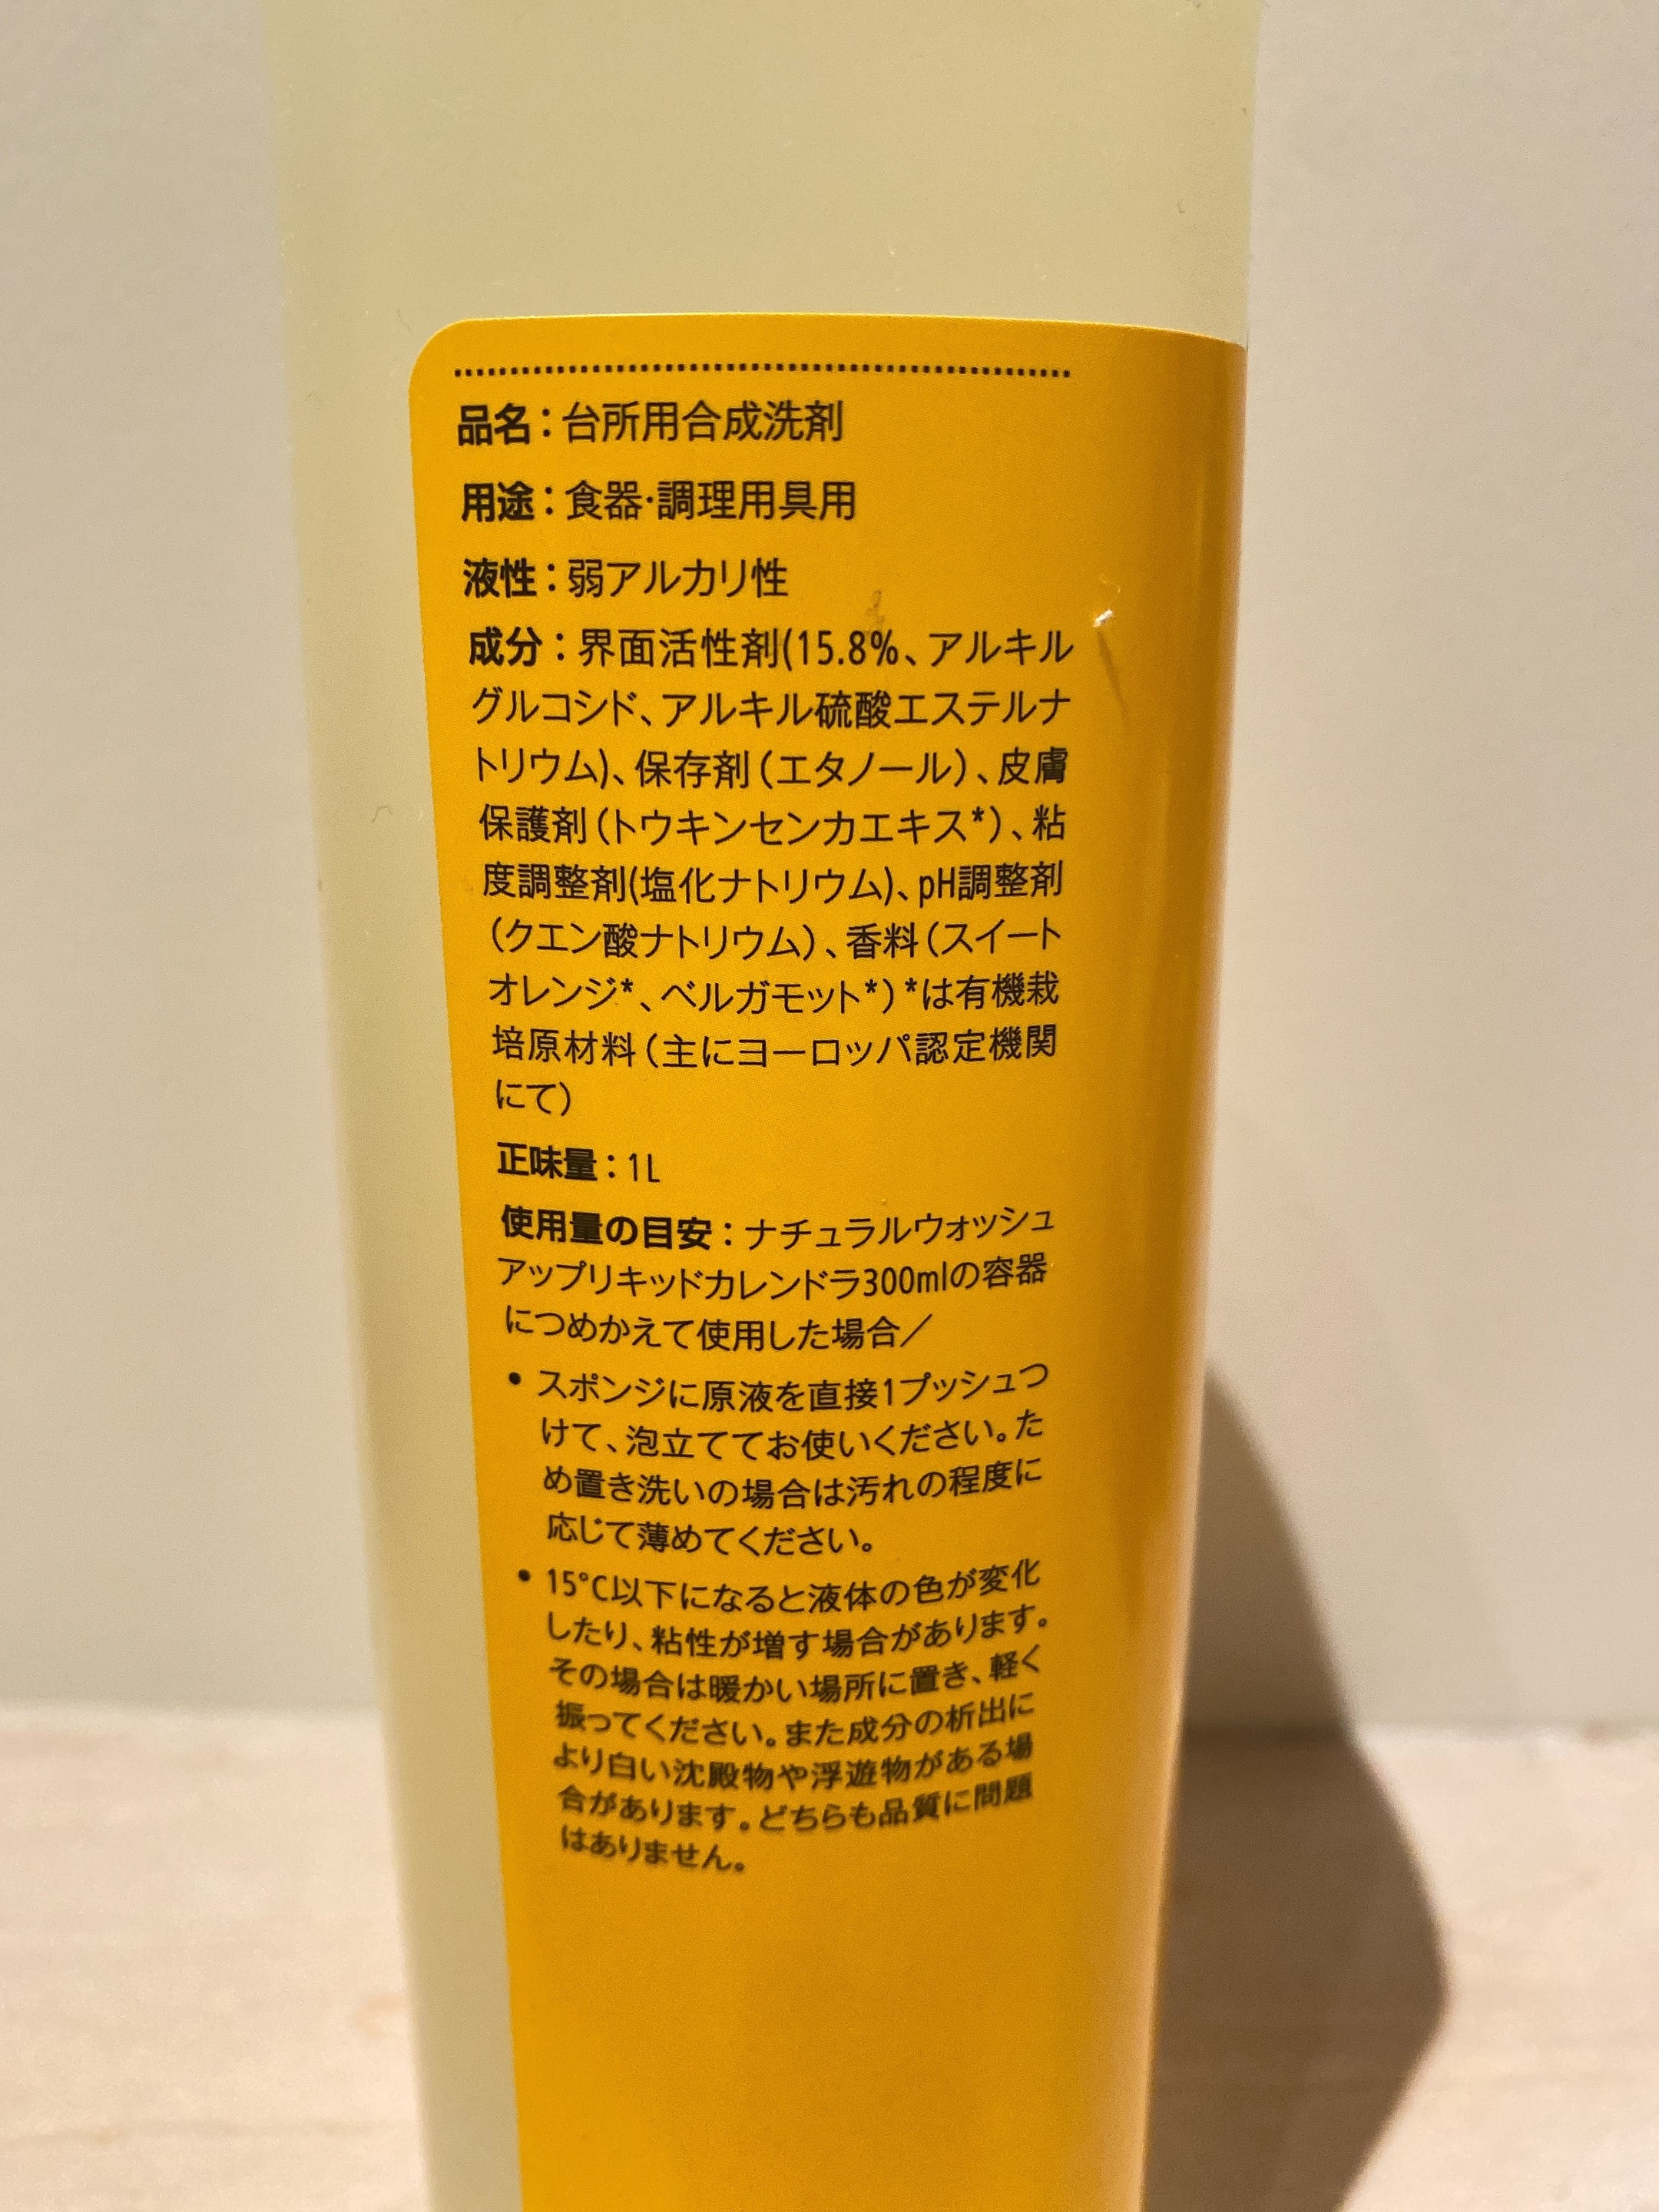 品名：台所用合成洗剤
用途：食器·調理用具用
液性：弱アルカリ性
成分：界面活性剤(15.8%、アルキル
グルコシド、アルキル硫酸エステルナ
トリウム)、保存剤（エタノール）、皮膚
保護剤（トウキンセンカエキス*）、粘
度調整剤(塩化ナトリウム)、pH調整剤
（クエン酸ナトリウム）、香料（スイート
オレンジ*、ベルガモット*）*は有機栽
培原材料（主にヨーロッパ認定機関
にて）
正味量：1L
使用量の目安：ナチュラルウォッシュ
アップリキッドカレンドラ300mlの容器
につめかえて使用した場合／
• スポンジに原液を直接1プッシュつ
けて、泡立ててお使いください。た
め置き洗いの場合は汚れの程度に
応じて薄めてください。
• 15°C以下になると液体の色が変化
したり、粘性が増す場合があります。
その場合は暖かい場所に置き、軽く
振ってください。また成分の析出に
より白い沈殿物や浮遊物がある場
合があります。どちらも品質に問題
はありません。